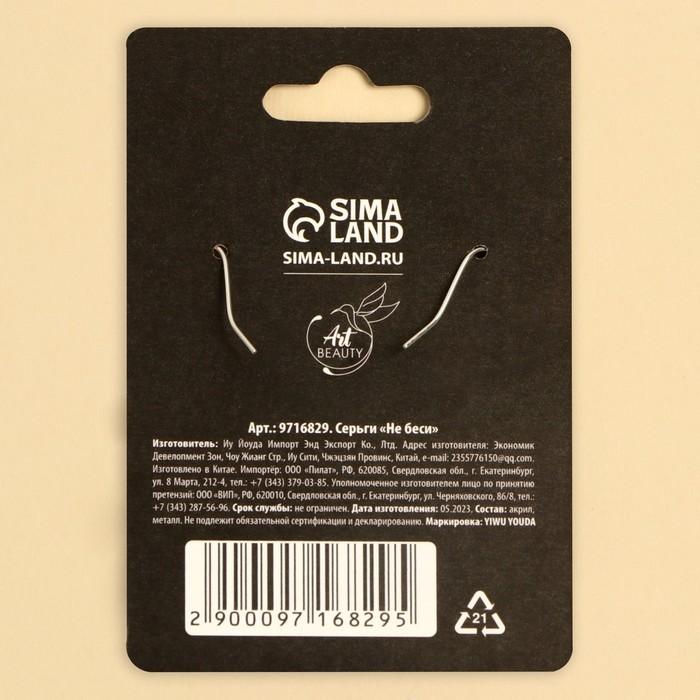 SIMA
LAND
SIMA-LAND.RU
Art
BEAUTY
Арт.: 9716829. Серьги «Не беси»
Изготовитель: Иу Йоуда Импорт Энд Экспорт Ко., Лтд. Адрес изготовителя: Экономик
Девелопмент Зон, Чоу Жианг Стр., Иу Сити, Чжэцзян Провинс, Китай, e-mail: 2355776150@qq.com.
Изготовлено в Китае. Импортёр: ООО «Пилат», РФ, 620085, Свердловская обл., г. Екатеринбург,
ул. 8 Марта, 212-4, тел.: +7 (343) 379-03-85. Уполномоченное изготовителем лицо по принятию
претензий: ООО «ВИП», РФ, 620010, Свердловская обл., г. Екатеринбург, ул. Черняховского, 86/8, тел.:
+7 (343) 287-56-96. Срок службы: не ограничен. Дата изготовления: 05.2023. Состав: акрил,
металл. Не подлежит обязательной сертификации и декларированию. Маркировка: YIWU YOUDA
2 900097 168295
21